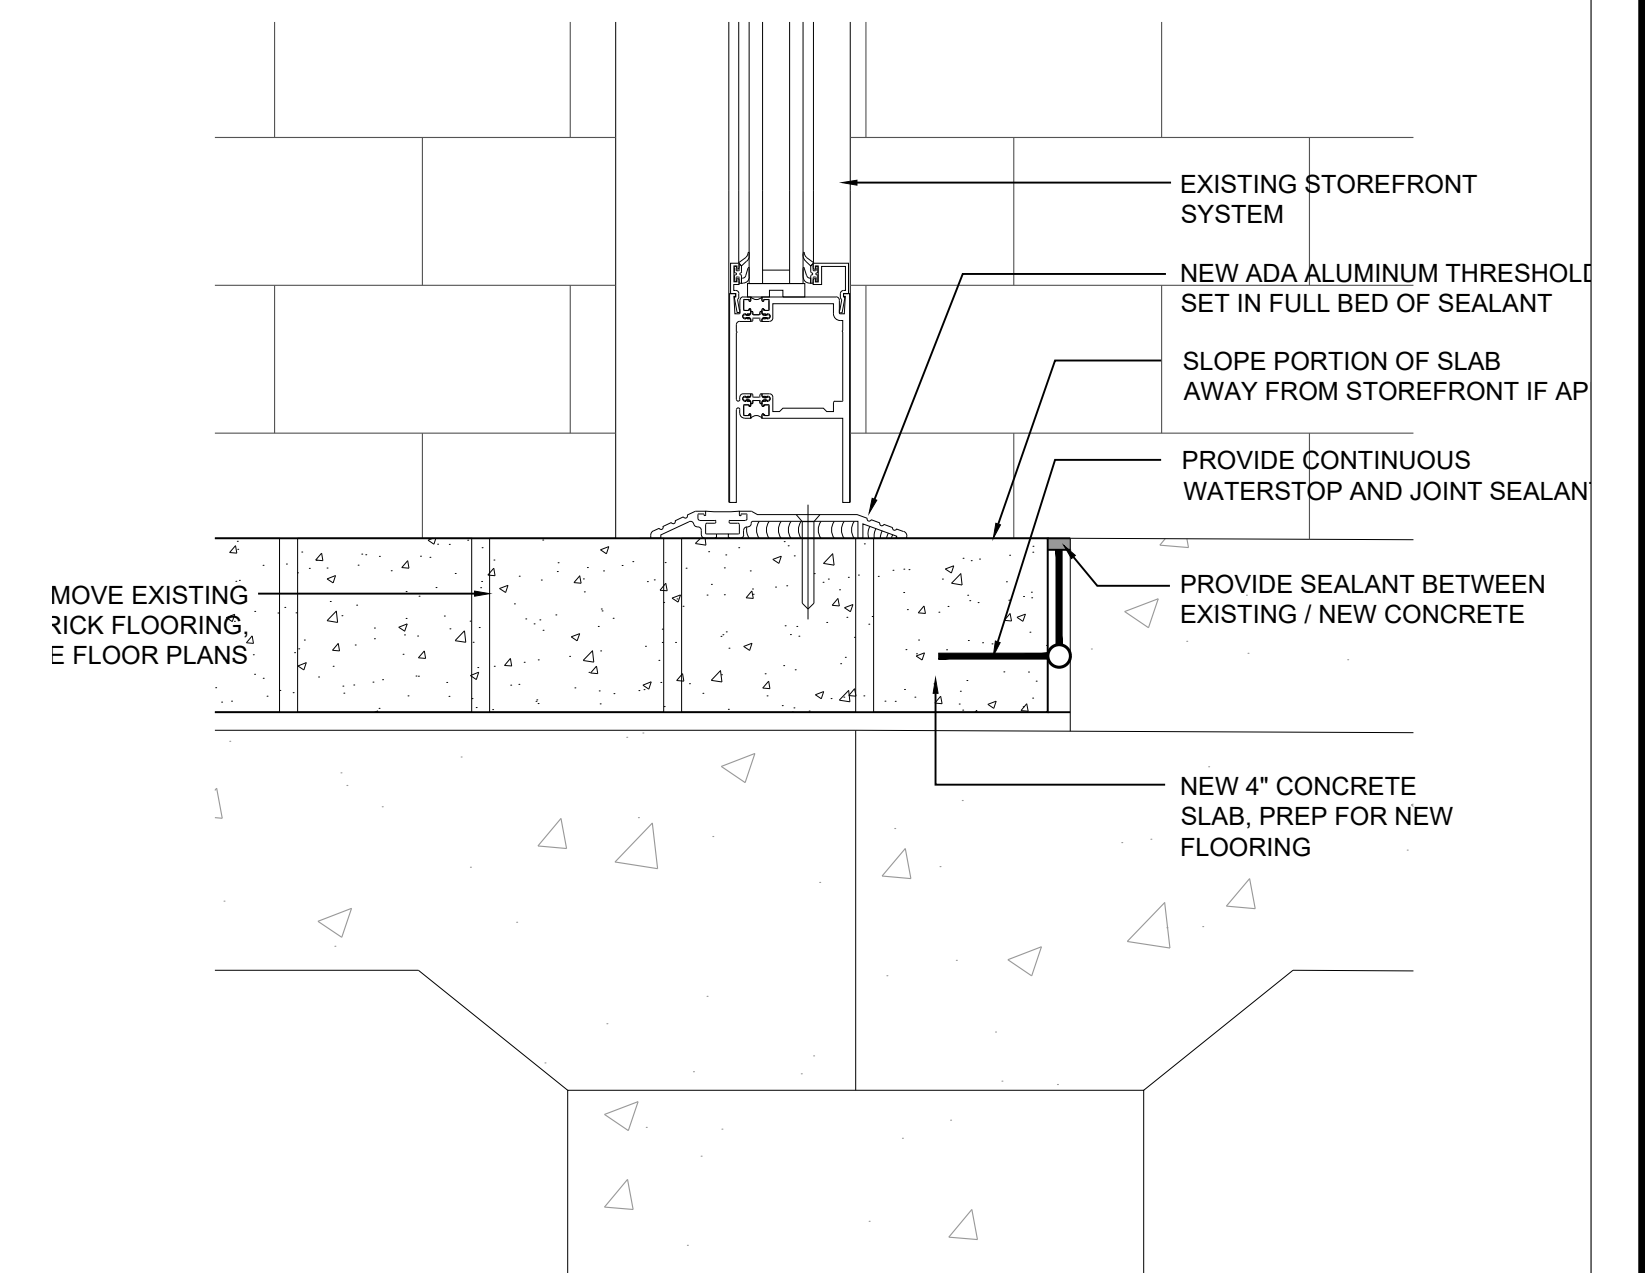 EXISTING STOREFRONT
SYSTEM
NEW ADA ALUMINUM THRESHOLD
SET IN FULL BED OF SEALANT
SLOPE PORTION OF SLAB
AWAY FROM STOREFRONT IF AP
PROVIDE CONTINUOUS
WATERSTOP AND JOINT SEALANT
MOVE EXISTING
RICK FLOORING,
E FLOOR PLANS
PROVIDE SEALANT BETWEEN
EXISTING / NEW CONCRETE
NEW 4" CONCRETE
SLAB, PREP FOR NEW
FLOORING